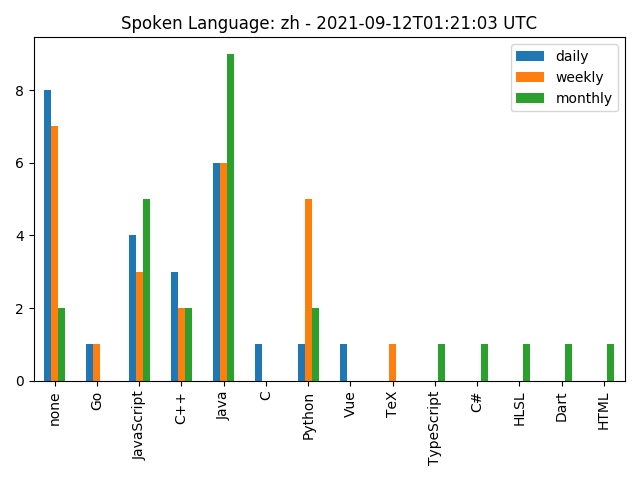 Spoken Language: zh - 2021-09-12T01:21:03 UTC
daily
weekly
monthly
8
6
4
2
0
none
Go
JavaScript
C++
Java
C
Python
Vue
TeX
TypeScript
C#
HLSL
Dart
HTML